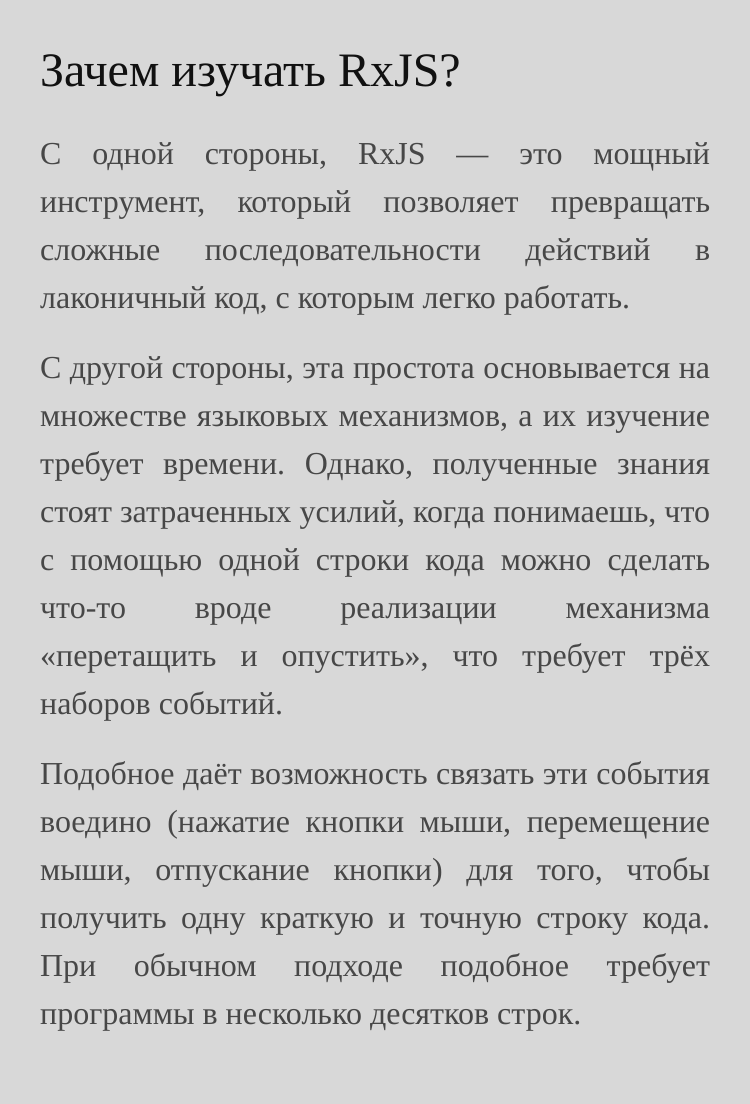 Зачем изучать RxJS?
С одной стороны, RxJS — это мощный
инструмент, который позволяет превращать
сложные последовательности действий в
лаконичный код, с которым легко работать.
С другой стороны, эта простота основывается на
множестве языковых механизмов, а их изучение
требует времени. Однако, полученные знания
стоят затраченных усилий, когда понимаешь, что
с помощью одной строки кода можно сделать
что-то вроде реализации механизма
«перетащить и опустить», что требует трёх
наборов событий.
Подобное даёт возможность связать эти события
воедино (нажатие кнопки мыши, перемещение
мыши, отпускание кнопки) для того, чтобы
получить одну краткую и точную строку кода.
При обычном подходе подобное требует
программы в несколько десятков строк.